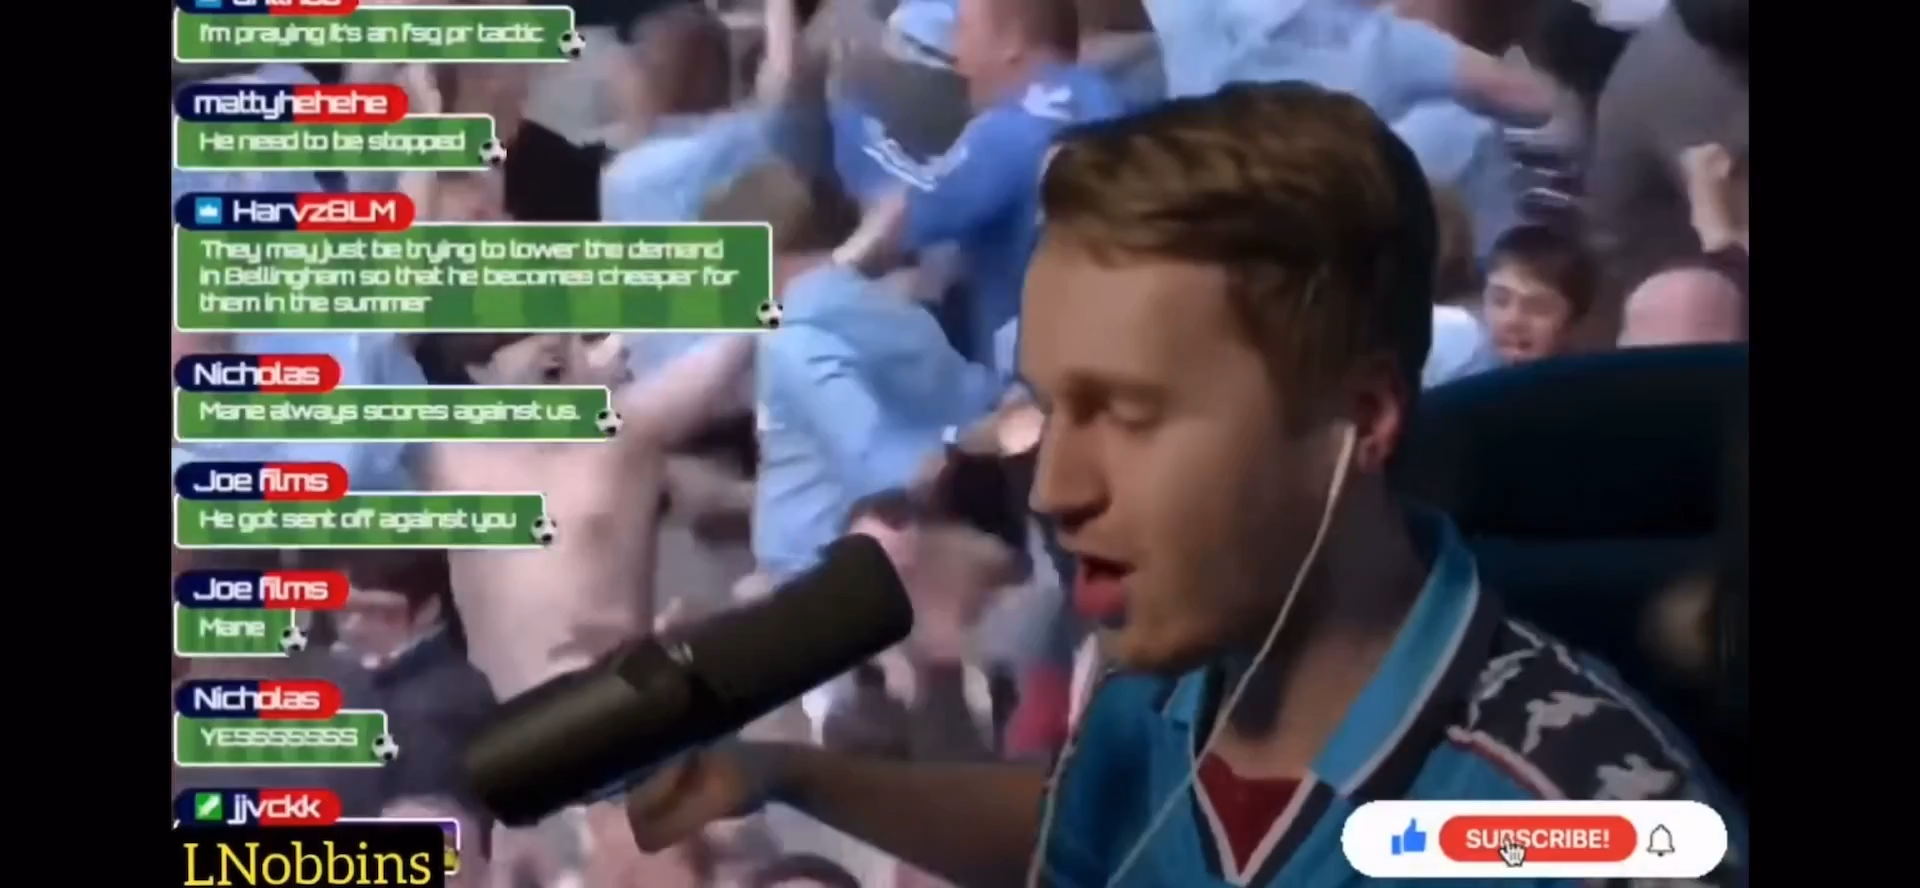 I'm praying it's an fsg pr tactic
mattyhehehe
He need to be stopped
HarvzBLM
They may just be trying to lower the demand
in Bellingham so that he becomes cheaper for
them in the summer
Nicholas
Mane always scores against us.
Joe films
He got sent off against you
Joe films
Mane
Nicholas
YESSSSSSSS
jjvckk
LNobbins
SUBSCRIBE!